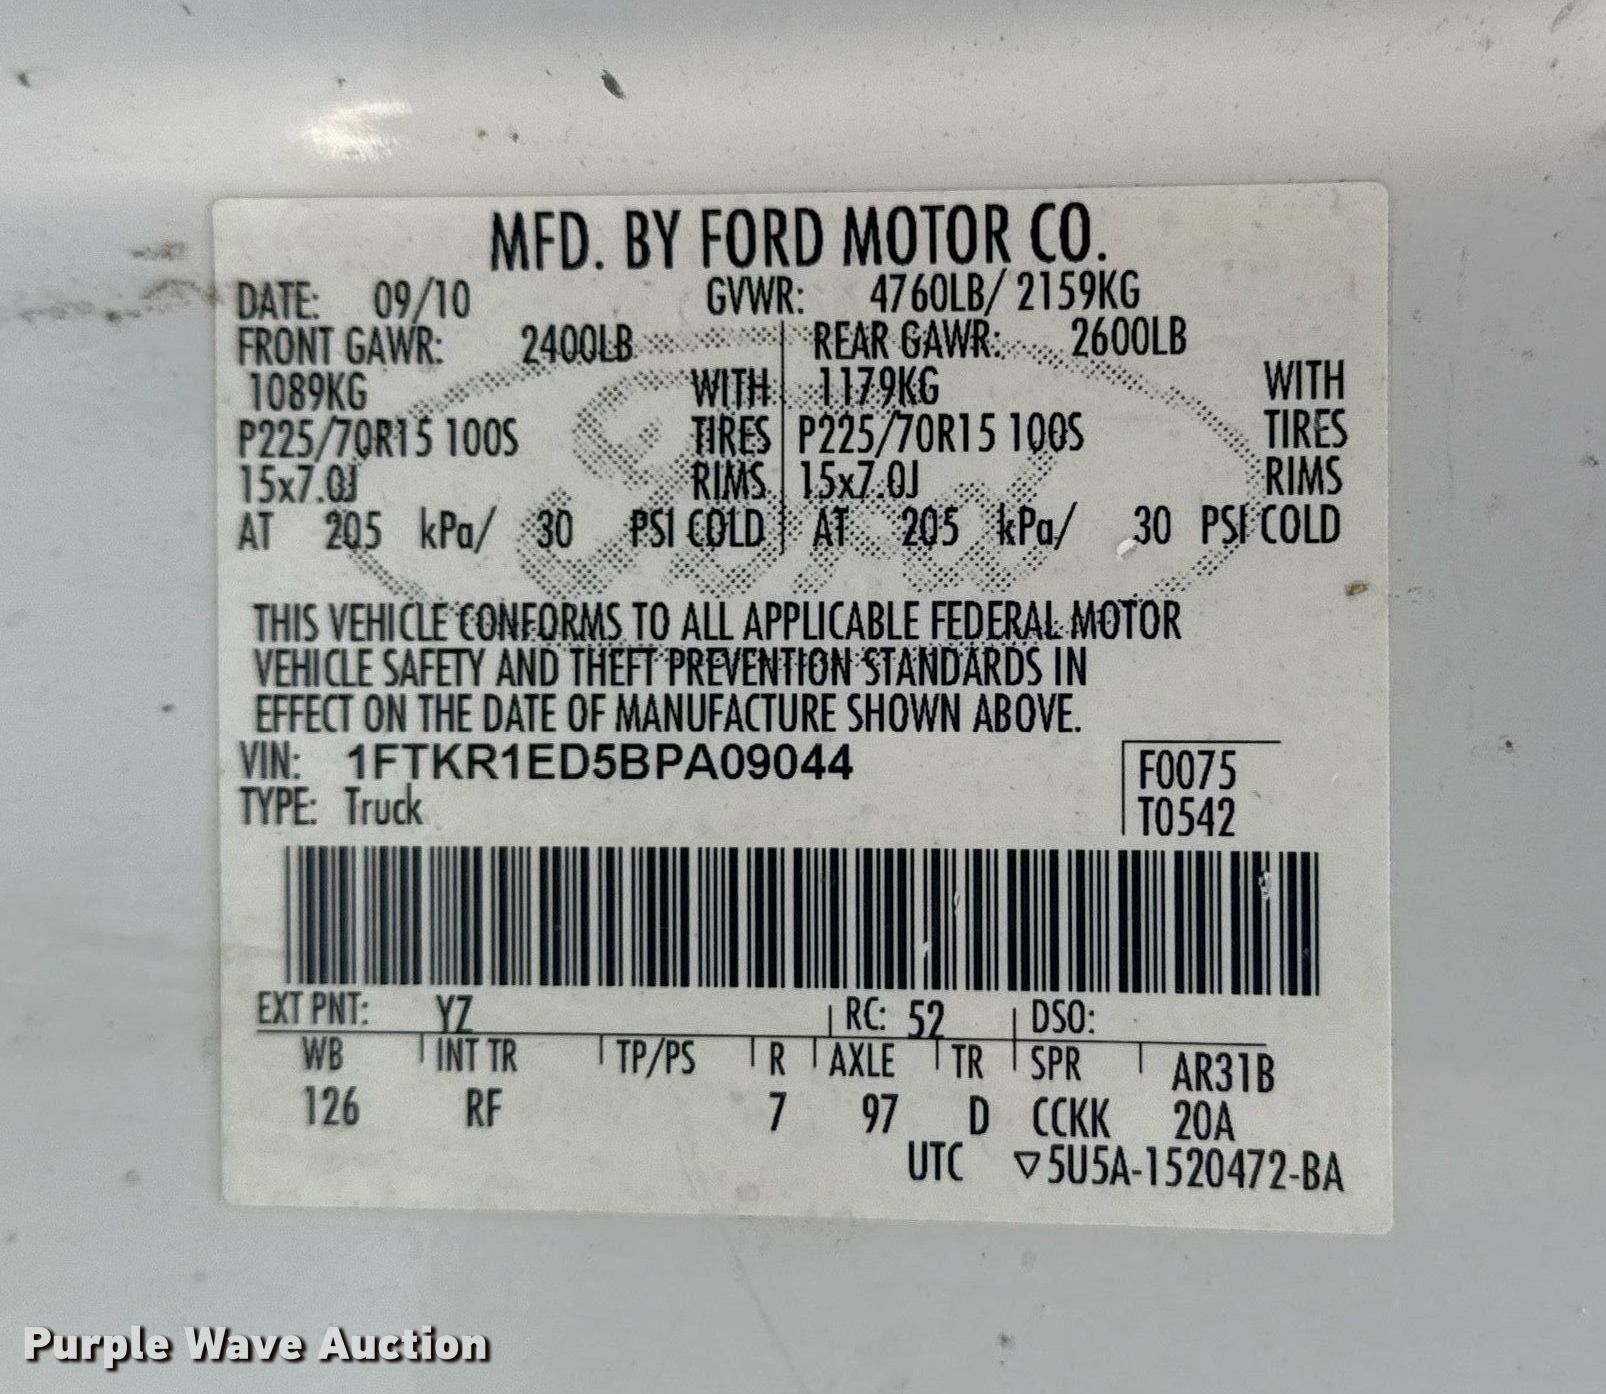 MFD. BY FORD MOTOR CO.
DATE: 09/10 GVWR: 4760LB/ 2159KG
FRONT GAWR: 2400LB REAR GAWR: 2600LB
1089KG WITH 1179KG WITH
P225/70R15 100S TIRES P225/70R15 100S TIRES
15x7.0J RIMS 15x7.0J RIMS
AT 205 kPa/ 30 PSI COLD AT 205 kPa/ 30 PSI COLD
THIS VEHICLE CONFORMS TO ALL APPLICABLE FEDERAL MOTOR
VEHICLE SAFETY AND THEFT PREVENTION STANDARDS IN
EFFECT ON THE DATE OF MANUFACTURE SHOWN ABOVE.
VIN: 1FTKR1ED5BPA09044 F0075
TYPE: Truck T0542
EXT PNT: YZ RC: 52 DSO:
WB INT TR TP/PS R AXLE TR SPR AR31B
126 RF 7 97 D CCKK 20A
UTC ▽5U5A-1520472-BA
Purple Wave Auction